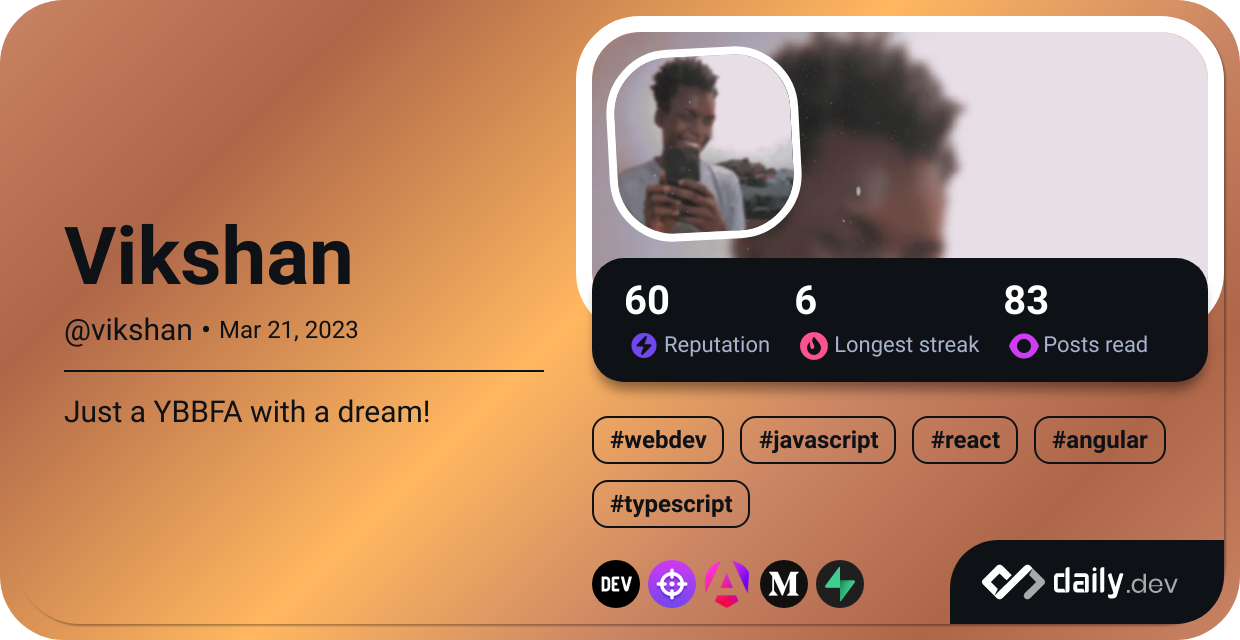 Vikshan
@vikshan • Mar 21, 2023
Just a YBBFA with a dream!
60 6 83
Reputation Longest streak Posts read
#webdev #javascript #react #angular
#typescript
DEV A M
daily.dev